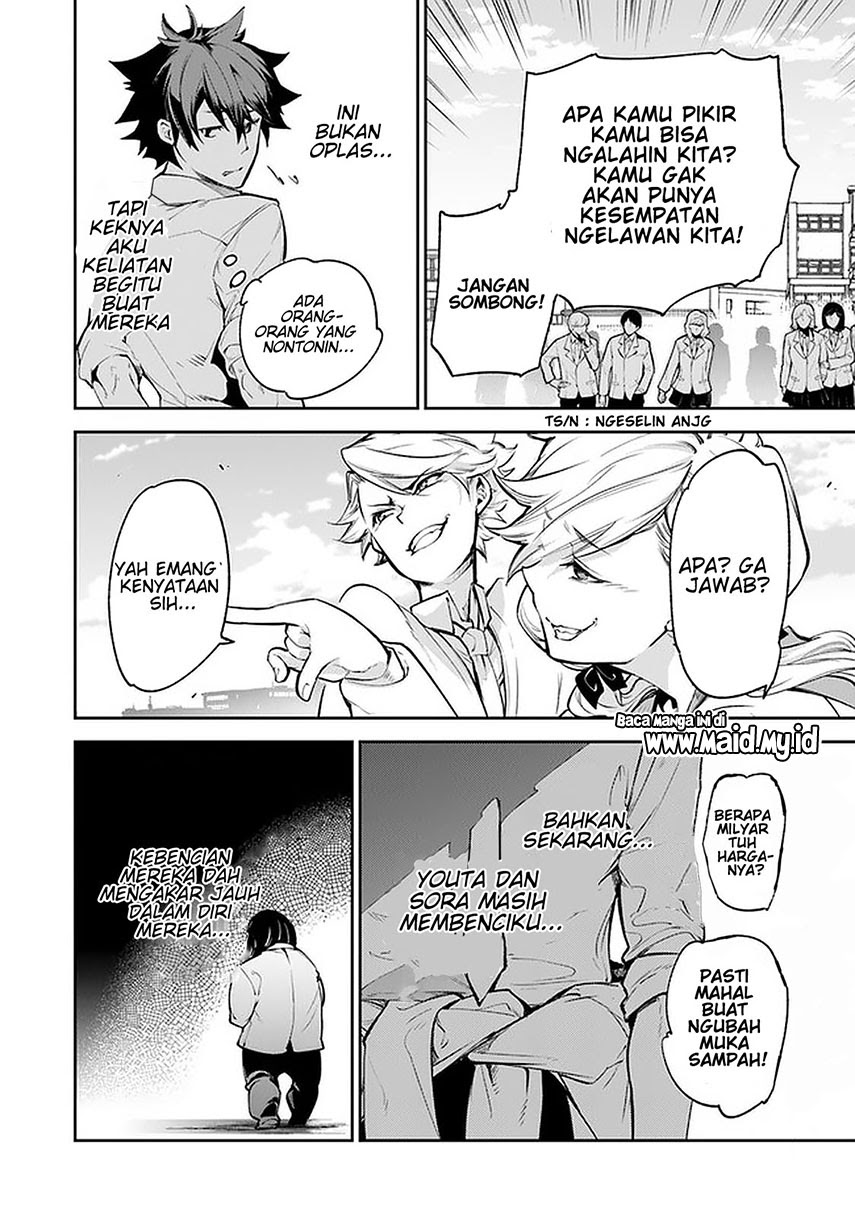 APA KAMU PIKIR
KAMU BISA
NGALAHIN KITA?
KAMU GAK
AKAN PUNYA
KESEMPATAN
NGELAWAN KITA!
JANGAN
SOMBONG!
TS/N : NGESELIN ANJG
INI
BUKAN
OPLAS...
ADA
ORANG-
ORANG YANG
NONTONIN...
TAPI
KEKNYA
AKU
KELIATAN
BEGITU
BUAT
MEREKA
APA? GA
JAWAB?
YAH EMANG
KENYATAAN
SIH...
Baca Manga ini di
www.Maid.My.id
BERAPA
MILYAR
TUH
HARGA-
NYA?
PASTI
MAHAL
BUAT
NGUBAH
MUKA
SAMPAH!
BAHKAN
SEKARANG...
YOUTA DAN
SORA MASIH
MEMBENCIKU...
KEBENCIAN
MEREKA DAH
MENGAKAR JAUH
DALAM DIRI
MEREKA...